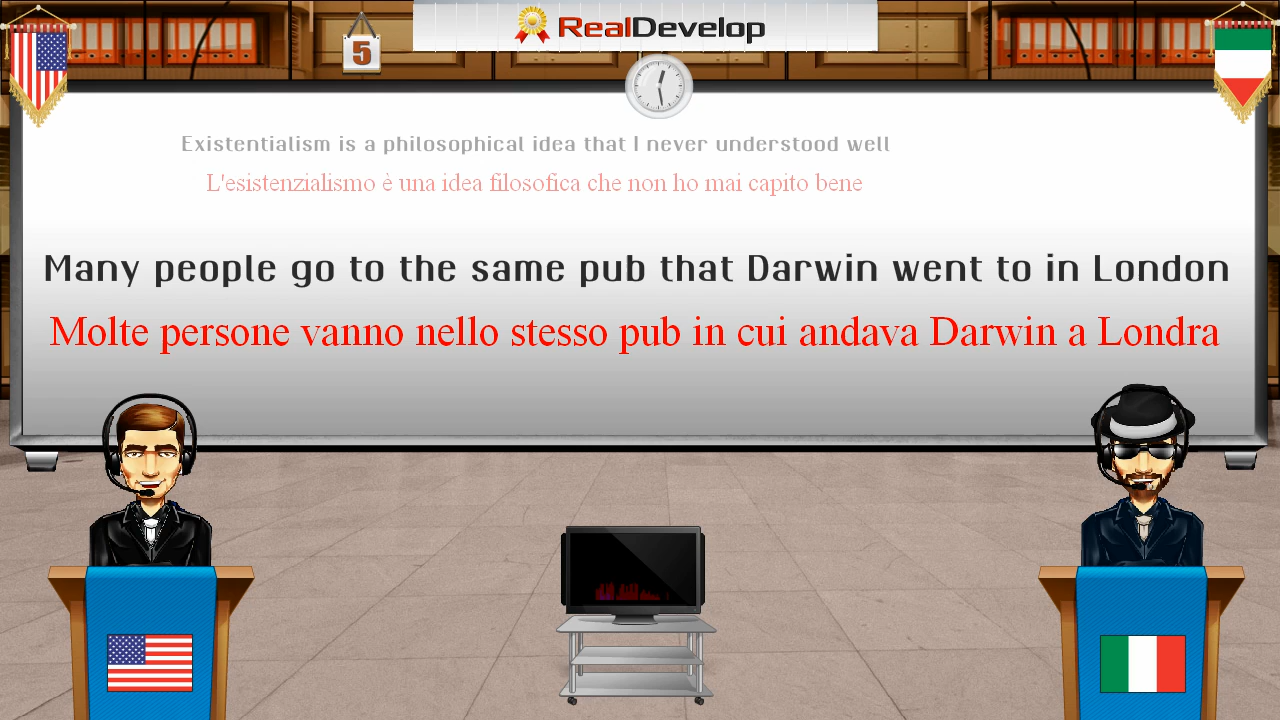 5
RealDevelop
Existentialism is a philosophical idea that I never understood well
L'esistenzialismo è una idea filosofica che non ho mai capito bene
Many people go to the same pub that Darwin went to in London
Molte persone vanno nello stesso pub in cui andava Darwin a Londra